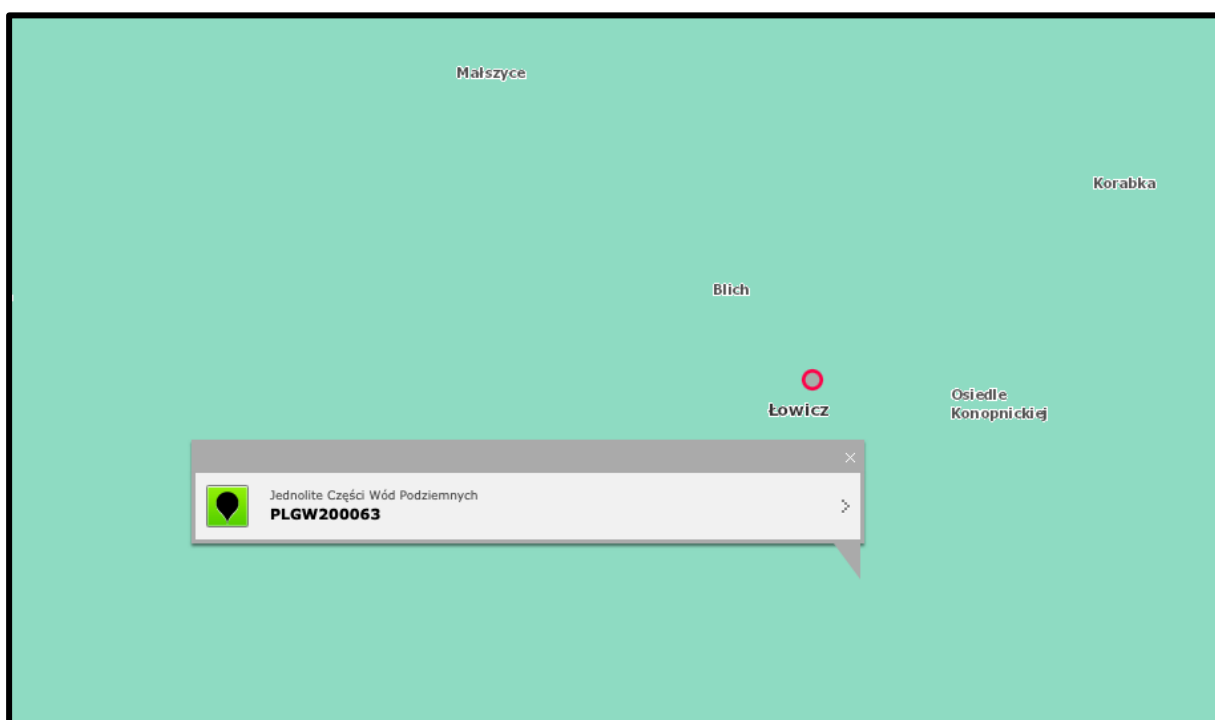 Małszyce
Korabka
Blich
Łowicz
Osiedle
Konopnickiej
Jednolite Części Wód Podziemnych
PLGW200063